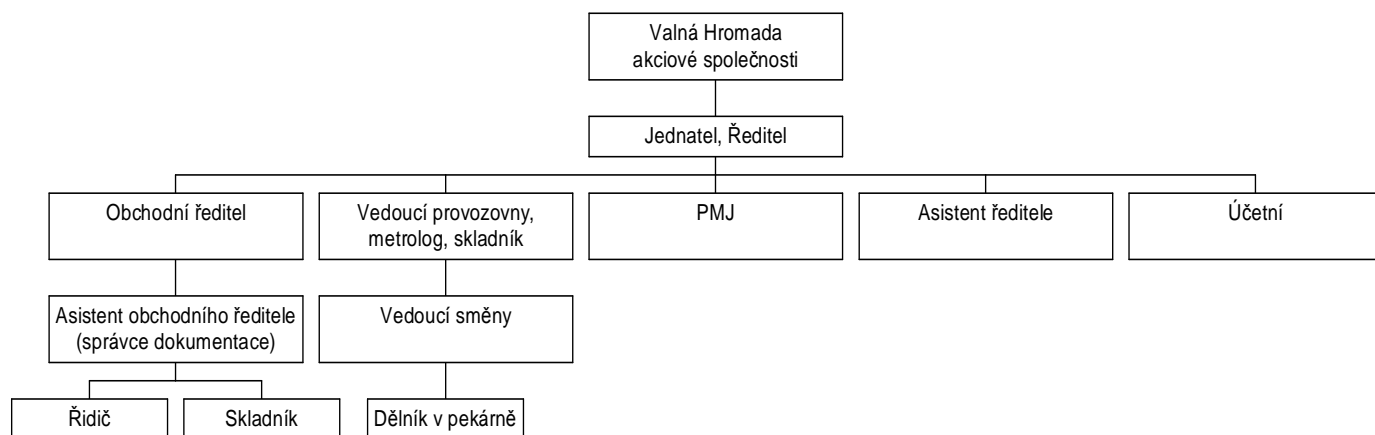 Valná Hromada
akciové společnosti
Jednatel, Ředitel
Obchodní ředitel
Vedoucí provozovny,
metrolog, skladník
PMJ
Asistent ředitele
Účetní
Asistent obchodního ředitele
(správce dokumentace)
Vedoucí směny
Řidič
Skladník
Dělník v pekárně